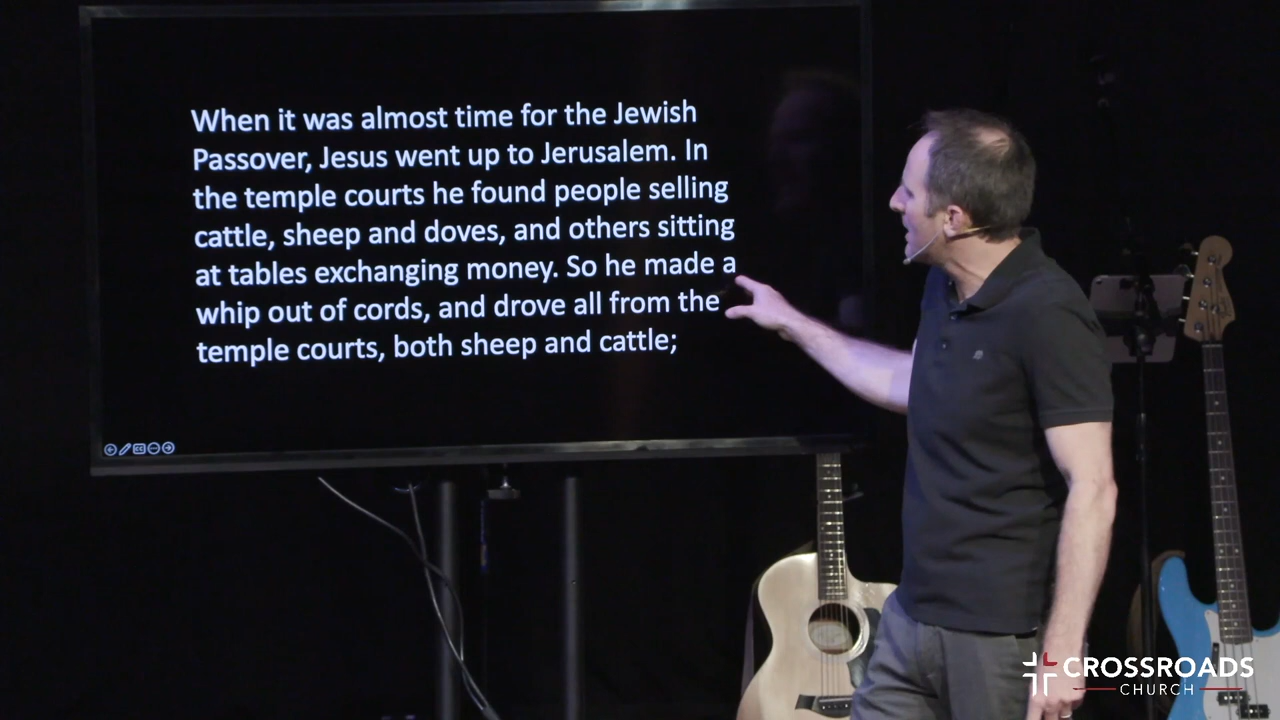 When it was almost time for the Jewish
Passover, Jesus went up to Jerusalem. In
the temple courts he found people selling
cattle, sheep and doves, and others sitting
at tables exchanging money. So he made a
whip out of cords, and drove all from the
temple courts, both sheep and cattle;
CROSSROADS
CHURCH